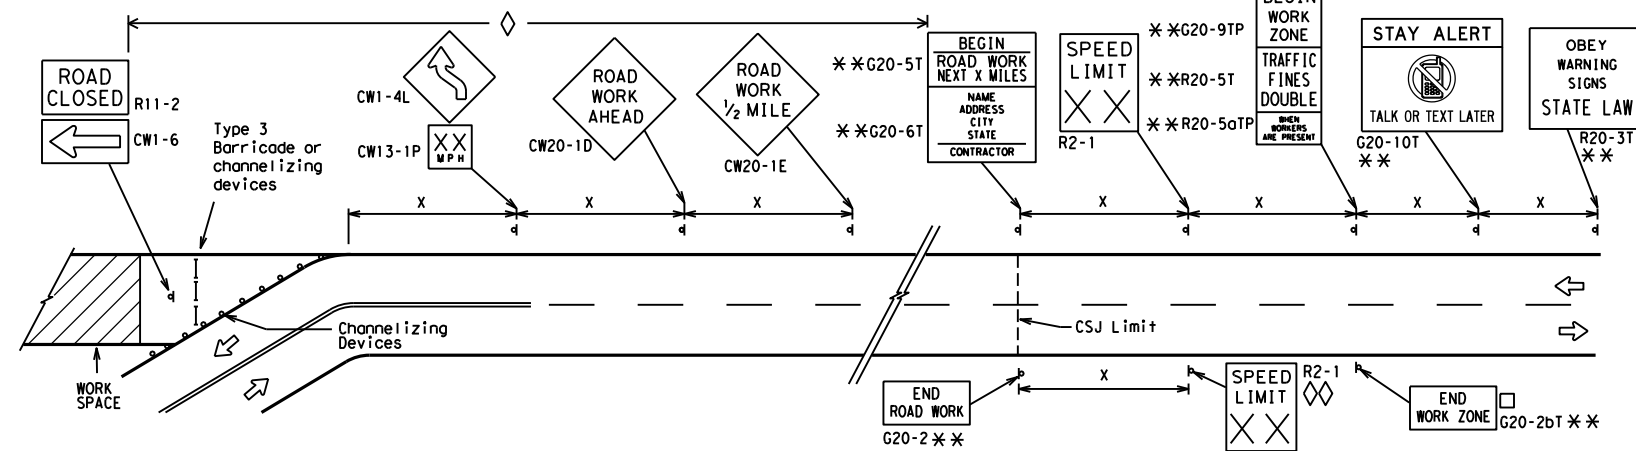 ROAD
CLOSED
R11-2
CW1-6
Type 3
Barricade or
channelizing
devices
CW1-4L
XX
MPH
CW13-1P
ROAD
WORK
AHEAD
CW20-1D
ROAD
WORK
1/2 MILE
CW20-1E
**G20-5T
**G20-6T
BEGIN
ROAD WORK
NEXT X MILES
NAME
ADDRESS
CITY
STATE
CONTRACTOR
SPEED
LIMIT
XX
R2-1
**G20-9TP
**R20-5T
**R20-5aTP
BEGIN
WORK
ZONE
TRAFFIC
FINES
DOUBLE
WHEN
WORKERS
ARE PRESENT
STAY ALERT
TALK OR TEXT LATER
G20-10T
**
OBEY
WARNING
SIGNS
STATE LAW
R20-3T
**
X
X
X
X
X
X
X
Channelizing
Devices
WORK
SPACE
CSJ Limit
END
ROAD WORK
G20-2**
X
SPEED
LIMIT
XX
R2-1
END
WORK ZONE
G20-2bT**